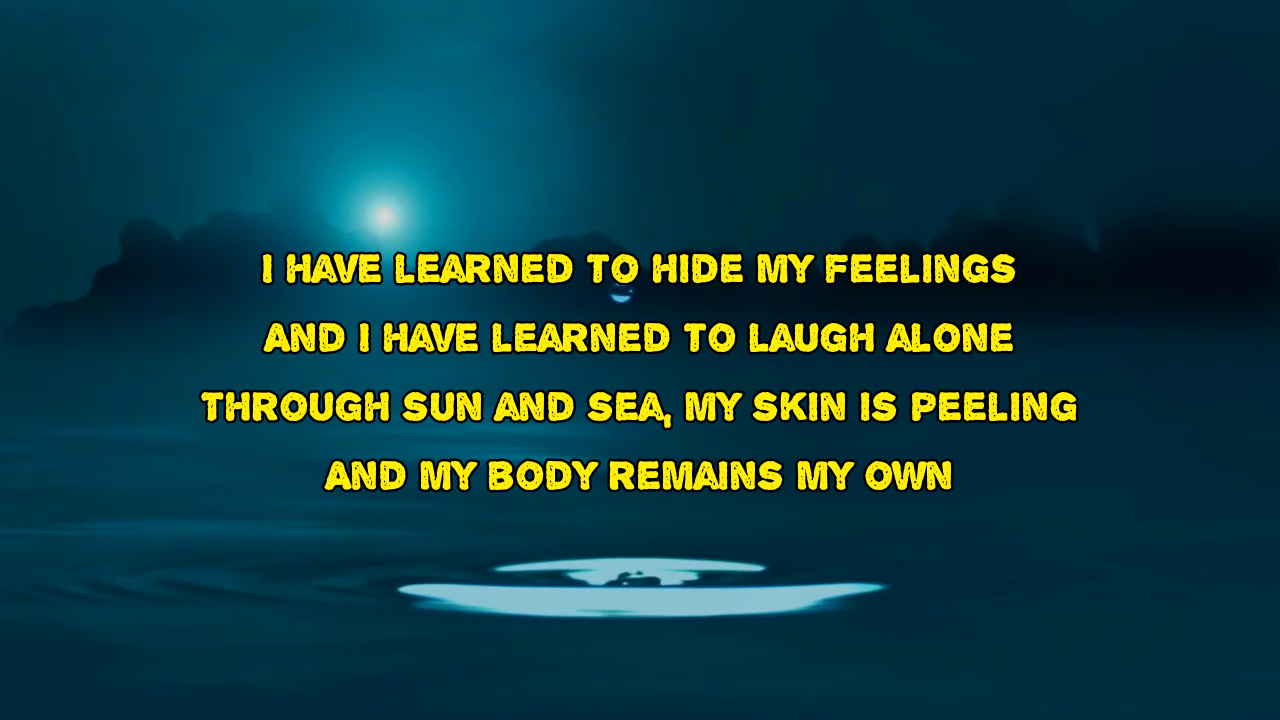 I HAVE LEARNED TO HIDE MY FEELINGS
AND I HAVE LEARNED TO LAUGH ALONE
THROUGH SUN AND SEA, MY SKIN IS PEELING
AND MY BODY REMAINS MY OWN